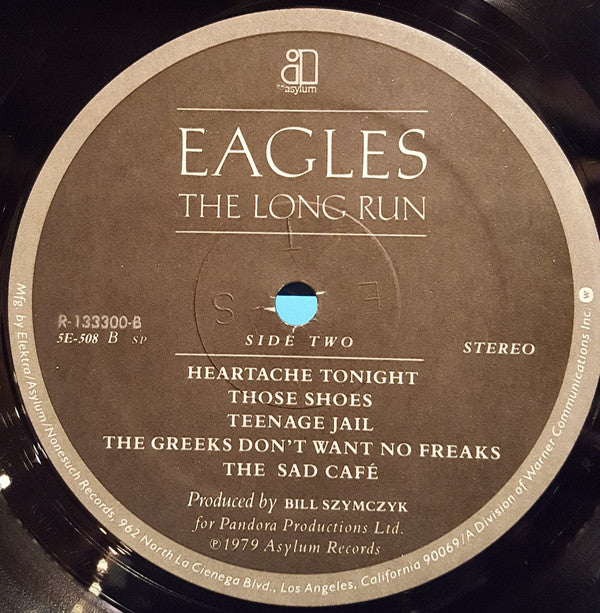 asylum
EAGLES
THE LONG RUN
R-133300-B
5E-508 B SP
SIDE TWO
STEREO
HEARTACHE TONIGHT
THOSE SHOES
TEENAGE JAIL
THE GREEKS DON'T WANT NO FREAKS
THE SAD CAFÉ
Produced by BILL SZYMCZYK
for Pandora Productions Ltd.
Ⓟ1979 Asylum Records
Mfg. by Elektra/Asylum/Nonesuch Records, 962 North La Cienega Blvd., Los Angeles, California 90069/A Division of Warner Communications Inc.